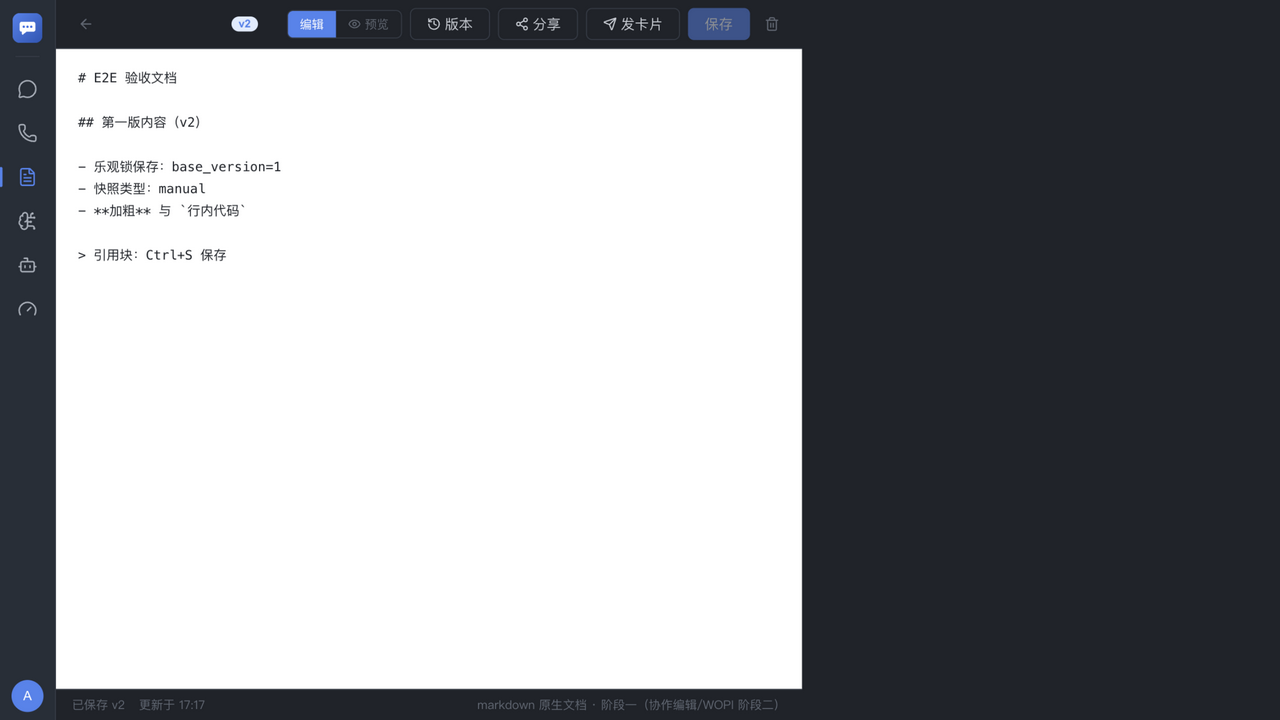 v2
编辑
预览
版本
分享
发卡片
保存
# E2E 验收文档
## 第一版内容（v2）
- 乐观锁保存：base_version=1
- 快照类型：manual
- **加粗** 与 `行内代码`
> 引用块：Ctrl+S 保存
A
已保存 v2 更新于 17:17
markdown 原生文档 · 阶段一（协作编辑/WOPI 阶段二）